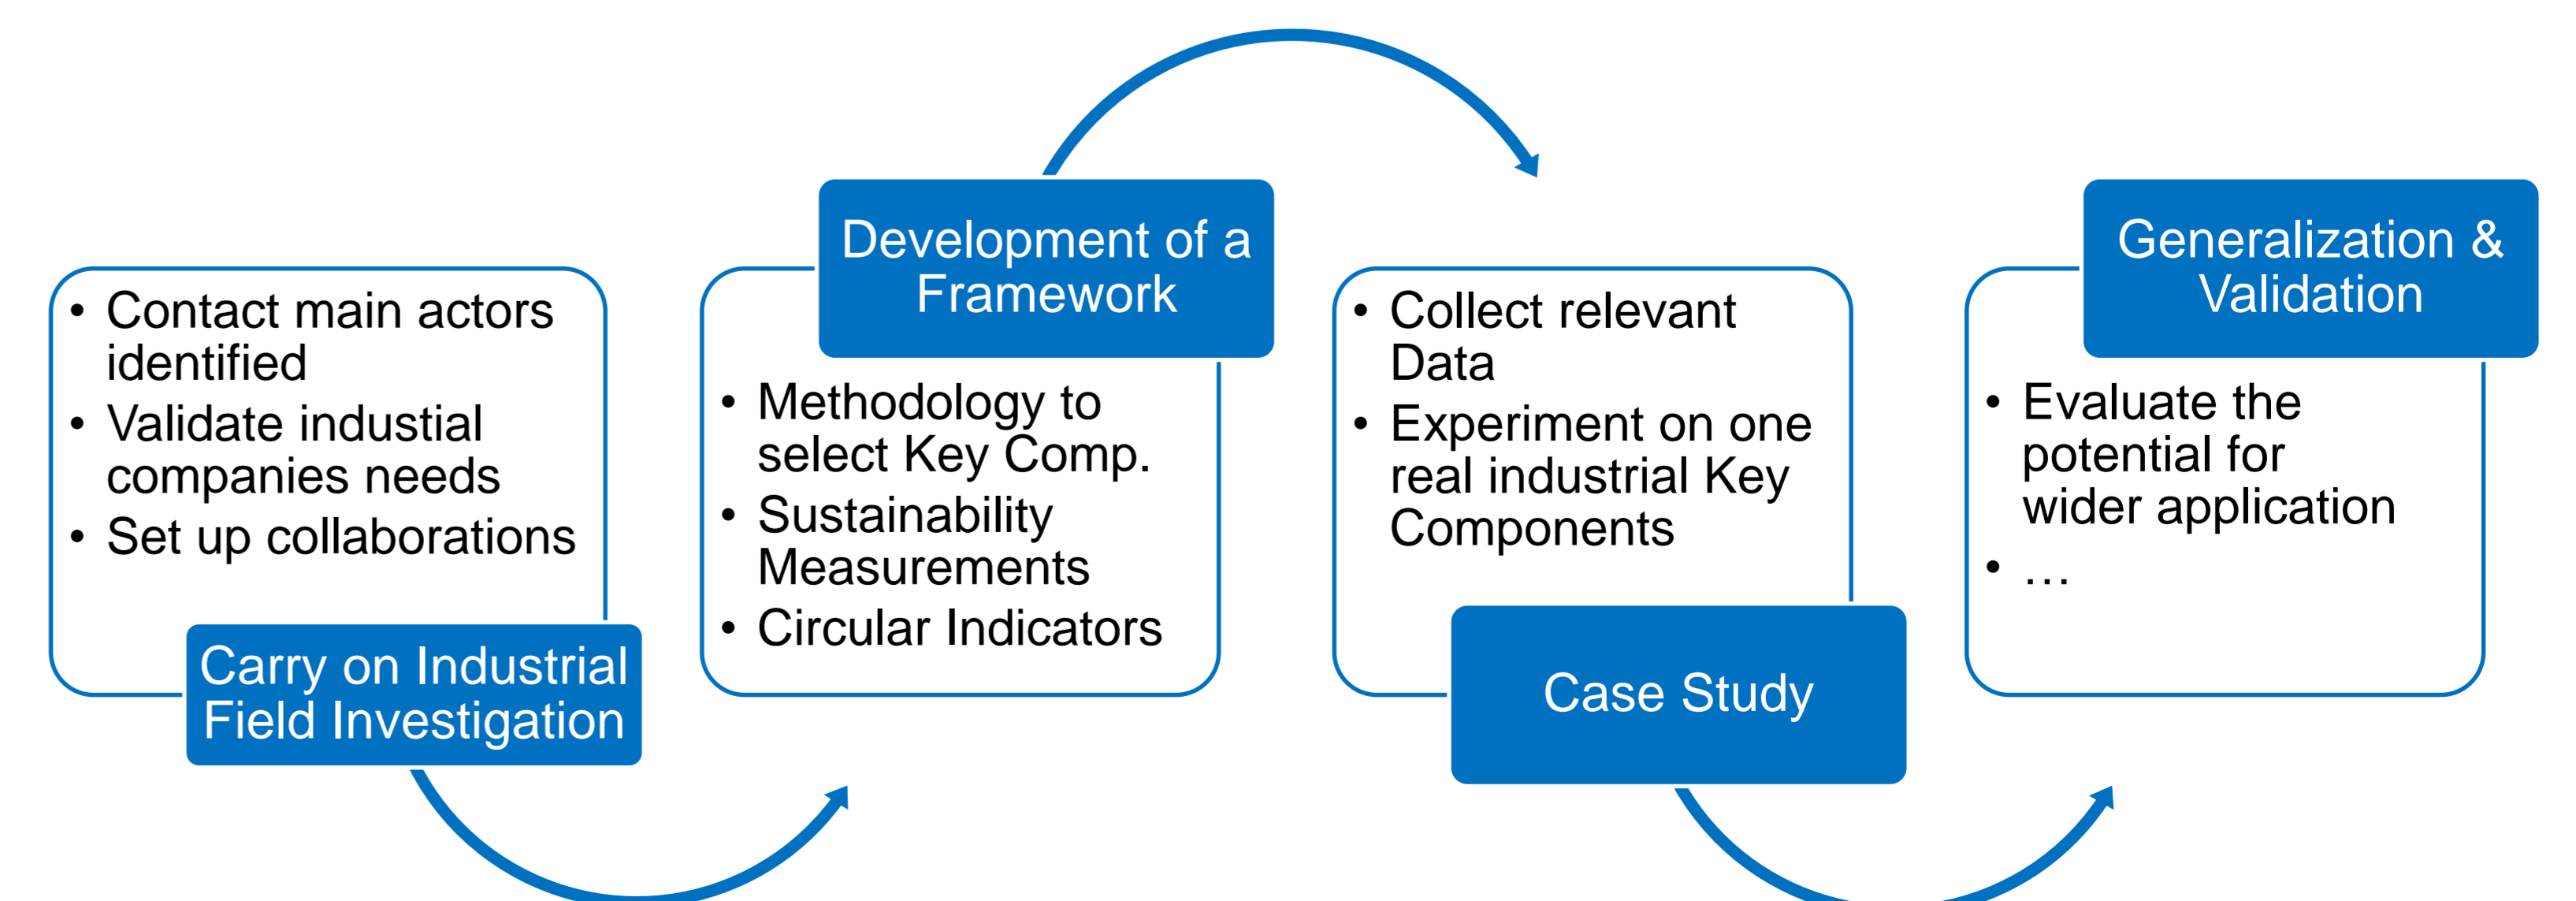 • Contact main actors
identified
• Validate industial
companies needs
• Set up collaborations
Carry on Industrial
Field Investigation
Development of a
Framework
• Methodology to
select Key Comp.
• Sustainability
Measurements
• Circular Indicators
• Collect relevant
Data
• Experiment on one
real industrial Key
Components
Case Study
Generalization &
Validation
• Evaluate the
potential for
wider application
• …